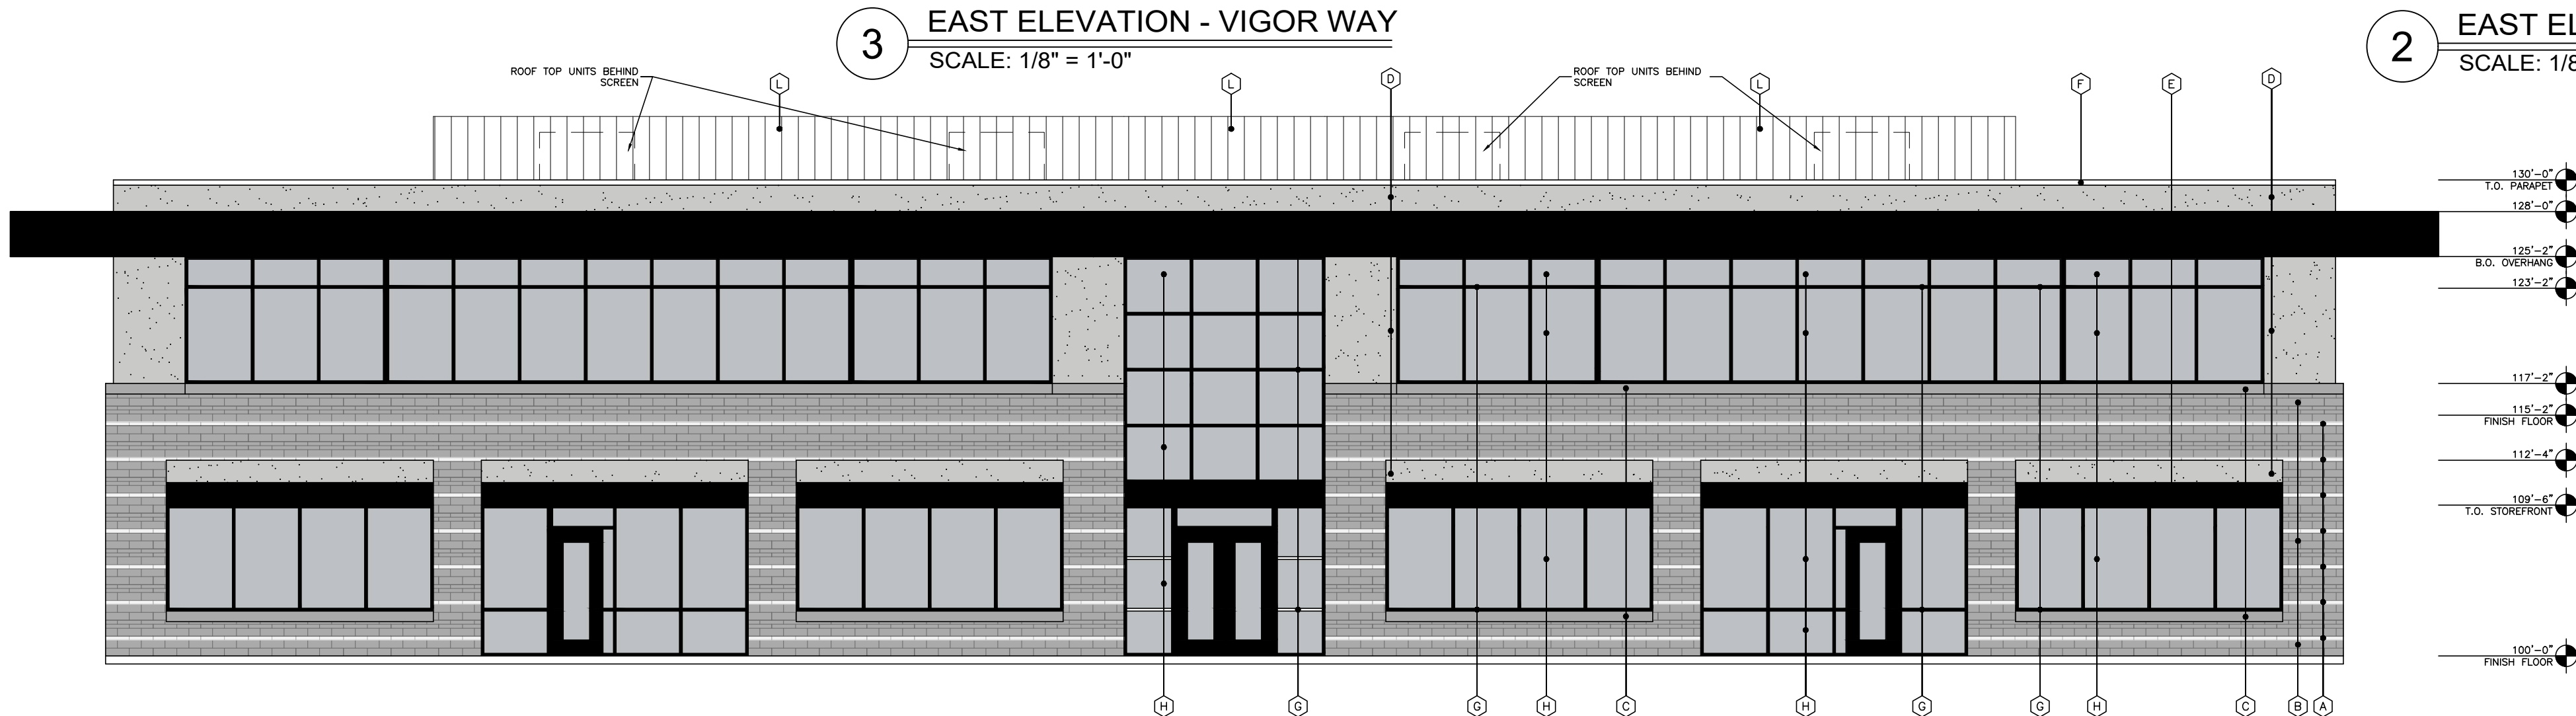 3
EAST ELEVATION - VIGOR WAY
SCALE: 1/8" = 1'-0"
2
EAST EL
SCALE: 1/8
ROOF TOP UNITS BEHIND
SCREEN
L
L
D
ROOF TOP UNITS BEHIND
SCREEN
L
F
E
D
130'-0"
T.O. PARAPET
128'-0"
125'-2"
B.O. OVERHANG
123'-2"
117'-2"
115'-2"
FINISH FLOOR
112'-4"
109'-6"
T.O. STOREFRONT
100'-0"
FINISH FLOOR
H
G
G
H
C
H
G
G
H
C
B
A